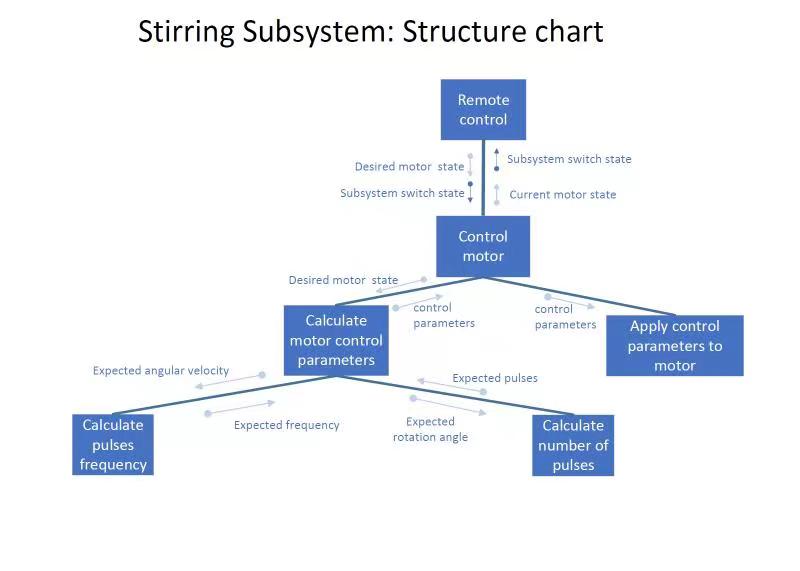 Stirring Subsystem: Structure chart
Remote
control
Desired motor state
Subsystem switch state
Subsystem switch state
Current motor state
Control
motor
Desired motor state
control
parameters
control
parameters
Calculate
motor control
parameters
Apply control
parameters to
motor
Expected angular velocity
Expected frequency
Expected pulses
Expected
rotation angle
Calculate
pulses
frequency
Calculate
number of
pulses